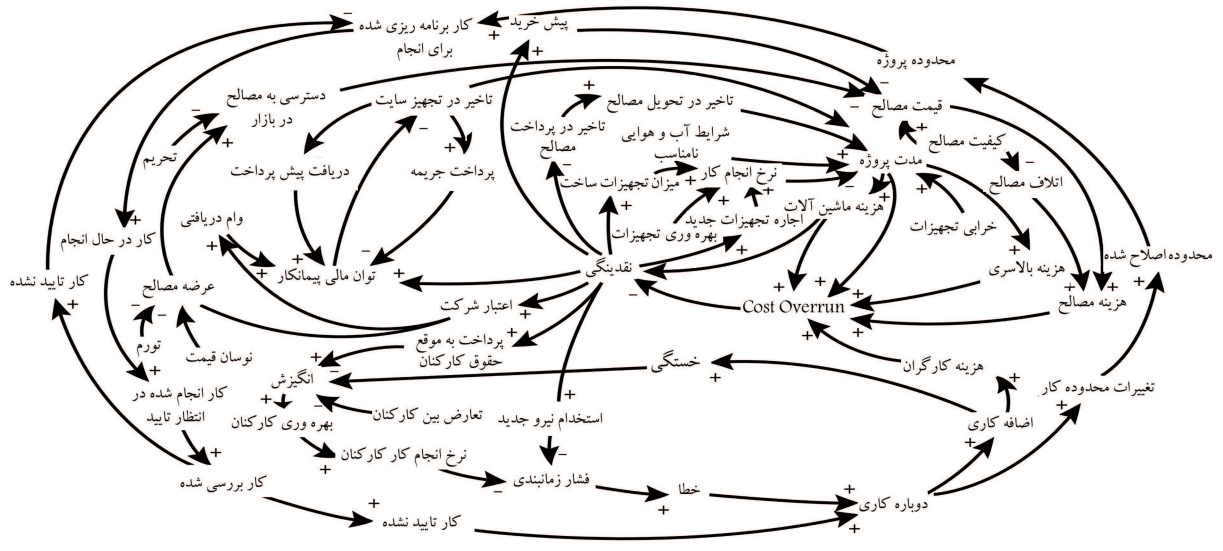 پیش خرید
کار برنامه ریزی شده
برای انجام
محدوده پروژه
دسترسی به مصالح
در بازار
تاخیر در تجهیز سایت
تاخیر در تحویل مصالح
قیمت مصالح
تحریم
تاخیر در پرداخت
مصالح
شرایط آب و هوایی
نامناسب
کیفیت مصالح
دریافت پیش پرداخت
پرداخت جریمه
میزان تجهیزات ساخت
نرخ انجام کار
مدت پروژه
اتلاف مصالح
وام دریافتی
هزینه ماشین آلات
اجاره تجهیزات جدید
خرابی تجهیزات
کار در حال انجام
بهره وری تجهیزات
محدوده اصلاح شده
کار تایید نشده
توان مالی پیمانکار
نقدینگی
هزینه بالاسری
عرضه مصالح
اعتبار شرکت
Cost Overrun
هزینه مصالح
تورم
نوسان قیمت
پرداخت به موقع
حقوق کارکنان
خستگی
هزینه کارگران
انگیزش
تغییرات محدوده کار
کار انجام شده در
انتظار تایید
بهره وری کارکنان
تعارض بین کارکنان
استخدام نیرو جدید
اضافه کاری
نرخ انجام کار کارکنان
کار بررسی شده
فشار زمانبندی
خطا
دوباره کاری
کار تایید نشده